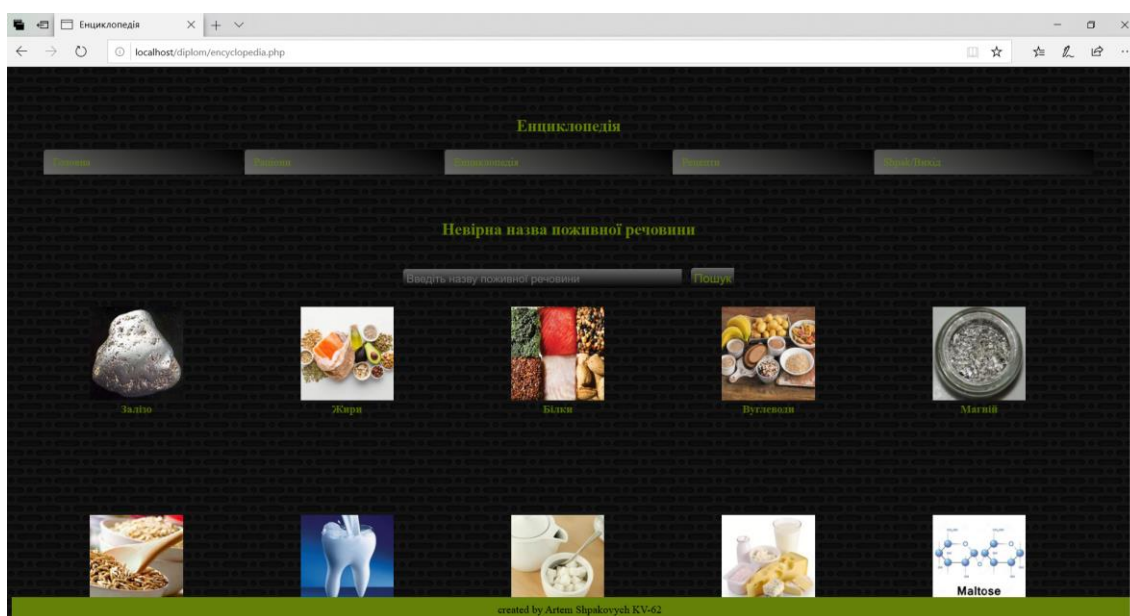 Енциклопедія
localhost/diplom/encyclopedia.php
Енциклопедія
Головна
Раціони
Енциклопедія
Рецепти
Вхід/Вихід
Невірна назва поживної речовини
Введіть назву поживної речовини
Пошук
Залізо
Жири
Білки
Вуглеводи
Магній
Maltose
created by Artem Shpakovych KV-62